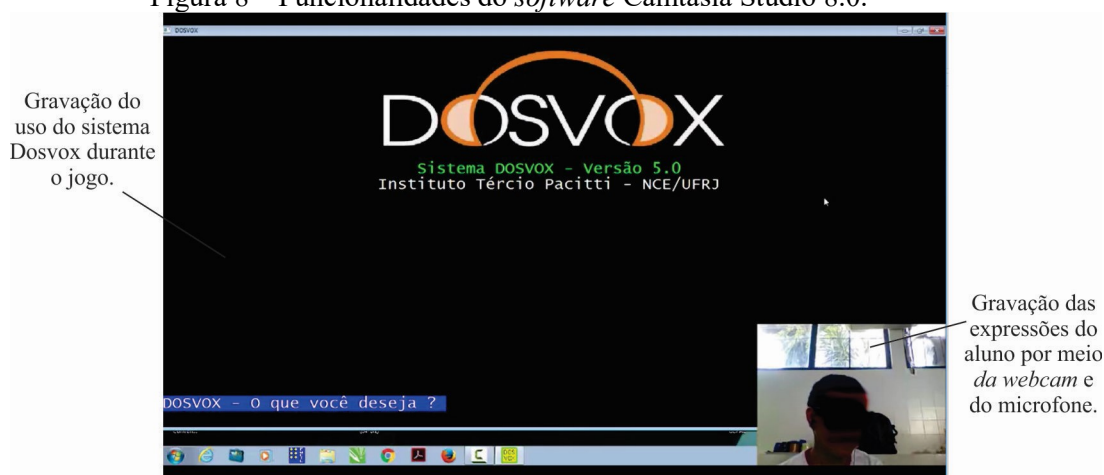 Figura 8 – Funcionalidades do software Camtasia Studio 8.0.
DOSVOX
DOSVOX
Sistema DOSVOX - Versão 5.0
Instituto Tércio Pacitti - NCE/UFRJ
Gravação do
uso do sistema
Dosvox durante
o jogo.
Gravação das
expressões do
aluno por meio
da webcam e
do microfone.
DOSVOX - O que você deseja ?